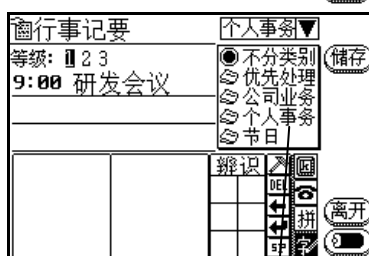 行事记要
个人事务▼
等级: 1 2 3
9:00 研发会议
不分类别
优先处理
公司业务
个人事务
节日
储存
辨识
DEL
拼
字
SP
离开